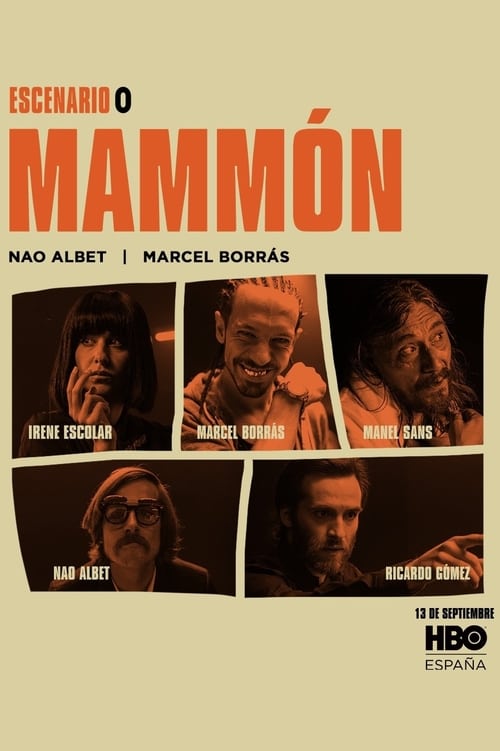 ESCENARIO 0
MAMMÓN
NAO ALBET | MARCEL BORRÁS
IRENE ESCOLAR
MARCEL BORRÁS
MANEL SANS
NAO ALBET
RICARDO GÓMEZ
13 DE SEPTIEMBRE
HBO
ESPAÑA